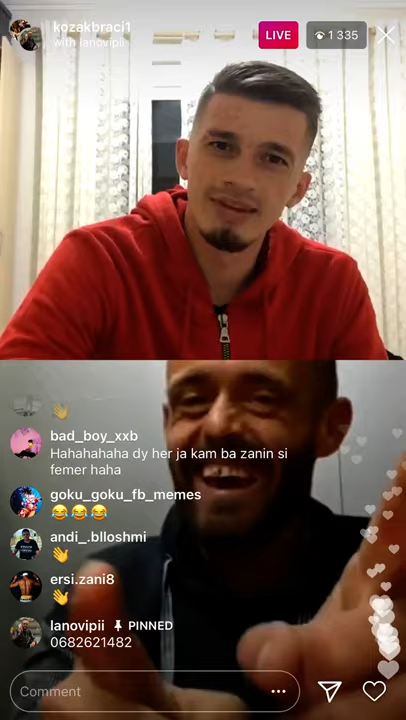 kozakbraci1
with lanovipii
LIVE
1 335
bad_boy_xxb
Hahahahaha dy her ja kam ba zanin si
femer haha
goku_goku_fb_memes
😂😂😂
andi_.blloshmi
👋
ersi.zani8
👋
lanovipii 📌 PINNED
0682621482
Comment